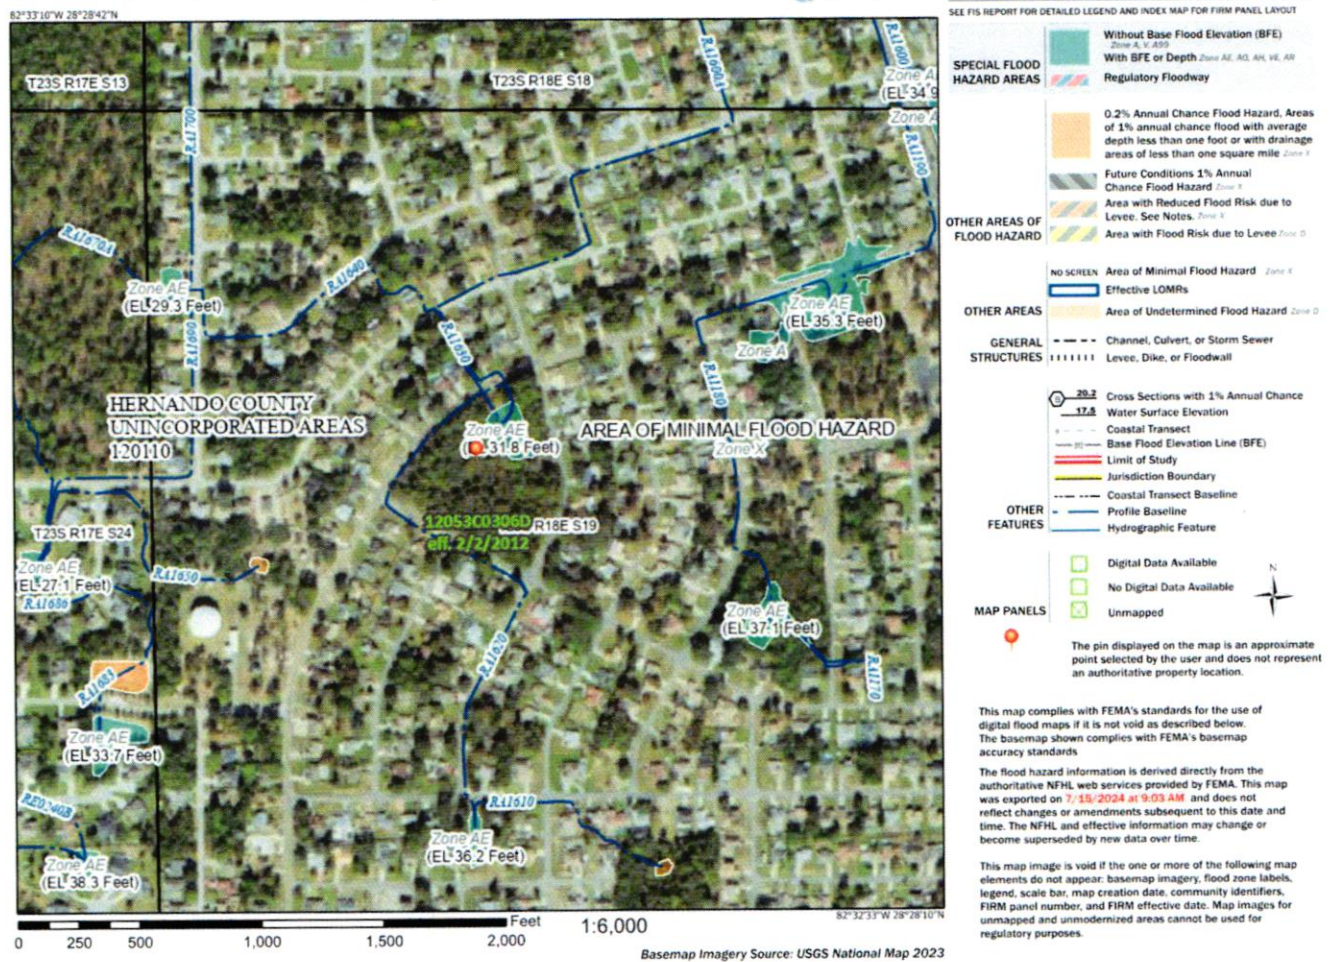 82°33'10"W 28°28'42"N
T23S R17E S13
T23S R18E S18
RA1700
RA1600A
RA1600
Zone A
(EL 34.9
Zone A
RA1190
RA1670A
Zone AE
(EL 29.3 Feet)
RA1640
RA1690
RA1630
Zone AE
(EL 35.3 Feet)
Zone A
RA1180
HERNANDO COUNTY
UNINCORPORATED AREAS
120110
Zone AE
31.8 Feet)
AREA OF MINIMAL FLOOD HAZARD
Zone X
12053C0306D
eff. 2/2/2012
R18E S19
T23S R17E S24
Zone AE
(EL 27.1 Feet)
RA1686
RA1650
Zone AE
(EL 37.1 Feet)
RA1620
RA1170
RA1683
Zone AE
(EL 33.7 Feet)
RE0240B
RA1610
Zone AE
(EL 36.2 Feet)
Zone AE
(EL 38.3 Feet)
82°32'33"W 28°28'10"N
Feet
0 250 500 1,000 1,500 2,000
1:6,000
Basemap Imagery Source: USGS National Map 2023
SEE FIS REPORT FOR DETAILED LEGEND AND INDEX MAP FOR FIRM PANEL LAYOUT
SPECIAL FLOOD
HAZARD AREAS
Without Base Flood Elevation (BFE)
Zone A, V, A99
With BFE or Depth Zone AE, AO, AH, VE, AR
Regulatory Floodway
OTHER AREAS OF
FLOOD HAZARD
0.2% Annual Chance Flood Hazard, Areas
of 1% annual chance flood with average
depth less than one foot or with drainage
areas of less than one square mile Zone X
Future Conditions 1% Annual
Chance Flood Hazard Zone X
Area with Reduced Flood Risk due to
Levee. See Notes. Zone X
Area with Flood Risk due to Levee Zone D
OTHER AREAS
NO SCREEN Area of Minimal Flood Hazard Zone X
Effective LOMRs
Area of Undetermined Flood Hazard Zone D
GENERAL
STRUCTURES
Channel, Culvert, or Storm Sewer
Levee, Dike, or Floodwall
OTHER
FEATURES
20.2 Cross Sections with 1% Annual Chance
17.5 Water Surface Elevation
Coastal Transect
Base Flood Elevation Line (BFE)
Limit of Study
Jurisdiction Boundary
Coastal Transect Baseline
Profile Baseline
Hydrographic Feature
MAP PANELS
Digital Data Available
No Digital Data Available
Unmapped
N
The pin displayed on the map is an approximate
point selected by the user and does not represent
an authoritative property location.
This map complies with FEMA's standards for the use of
digital flood maps if it is not void as described below.
The basemap shown complies with FEMA's basemap
accuracy standards
The flood hazard information is derived directly from the
authoritative NFHL web services provided by FEMA. This map
was exported on 7/15/2024 at 9:03 AM and does not
reflect changes or amendments subsequent to this date and
time. The NFHL and effective information may change or
become superseded by new data over time.
This map image is void if the one or more of the following map
elements do not appear: basemap imagery, flood zone labels,
legend, scale bar, map creation date, community identifiers,
FIRM panel number, and FIRM effective date. Map images for
unmapped and unmodernized areas cannot be used for
regulatory purposes.